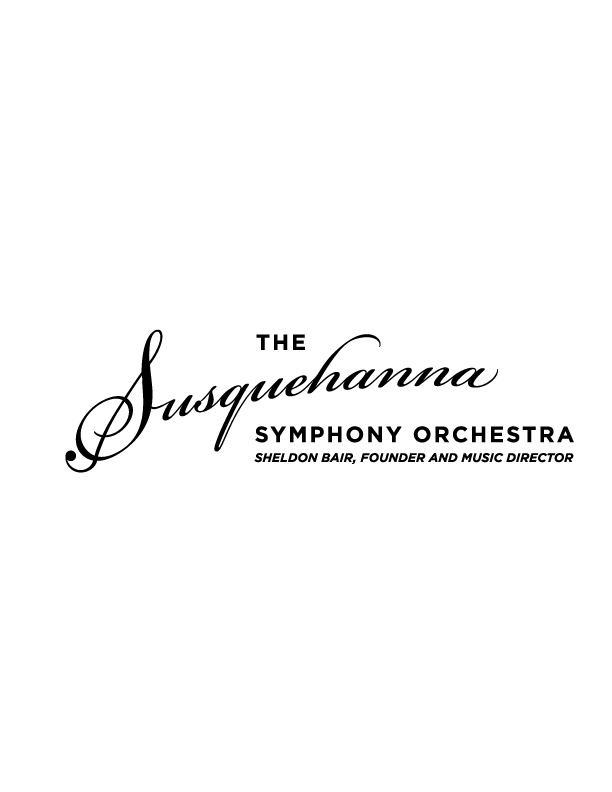 THE
Susquehanna
SYMPHONY ORCHESTRA
SHELDON BAIR, FOUNDER AND MUSIC DIRECTOR